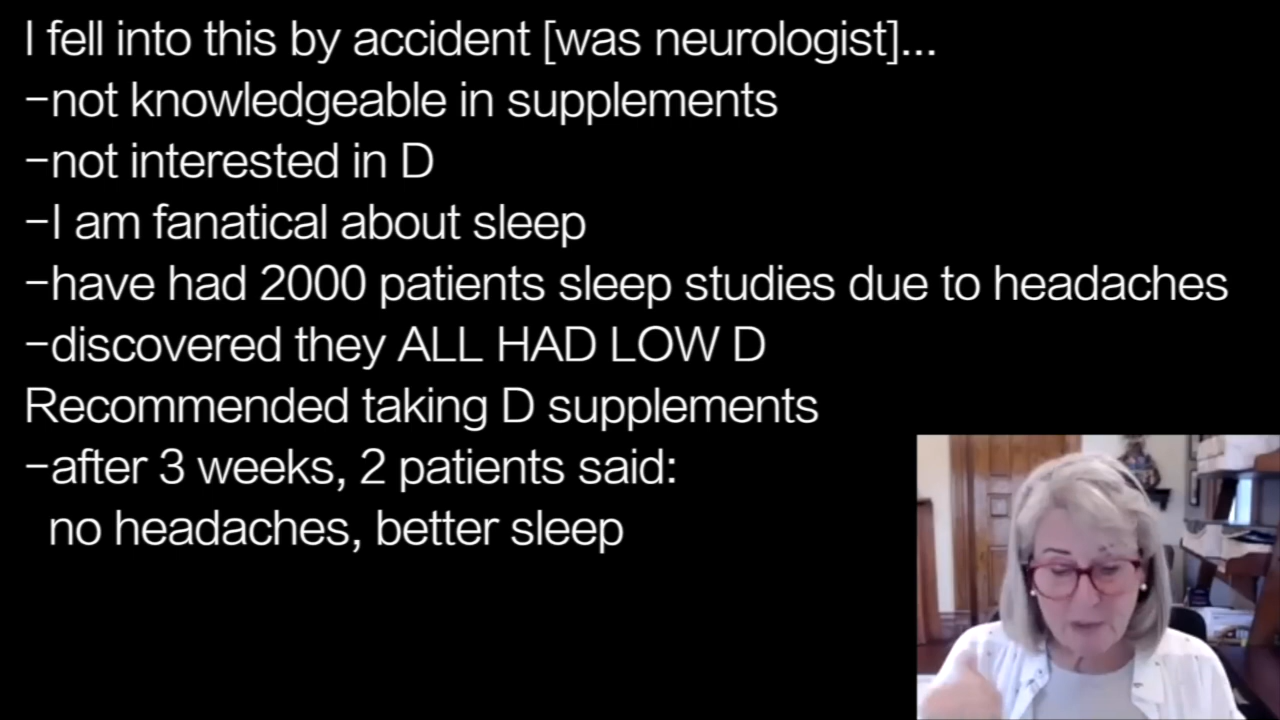 I fell into this by accident [was neurologist]...
−not knowledgeable in supplements
−not interested in D
−I am fanatical about sleep
−have had 2000 patients sleep studies due to headaches
−discovered they ALL HAD LOW D
Recommended taking D supplements
−after 3 weeks, 2 patients said:
no headaches, better sleep